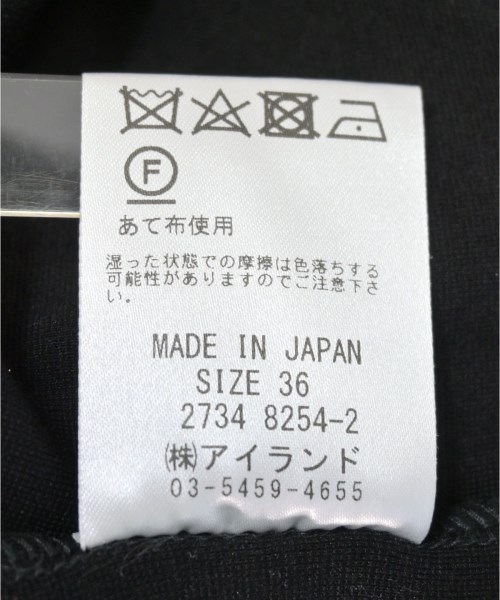 F
あて布使用
湿った状態での摩擦は色落ちする
可能性がありますのでご注意下さ
い。
MADE IN JAPAN
SIZE 36
2734 8254-2
㈱アイランド
03-5459-4655